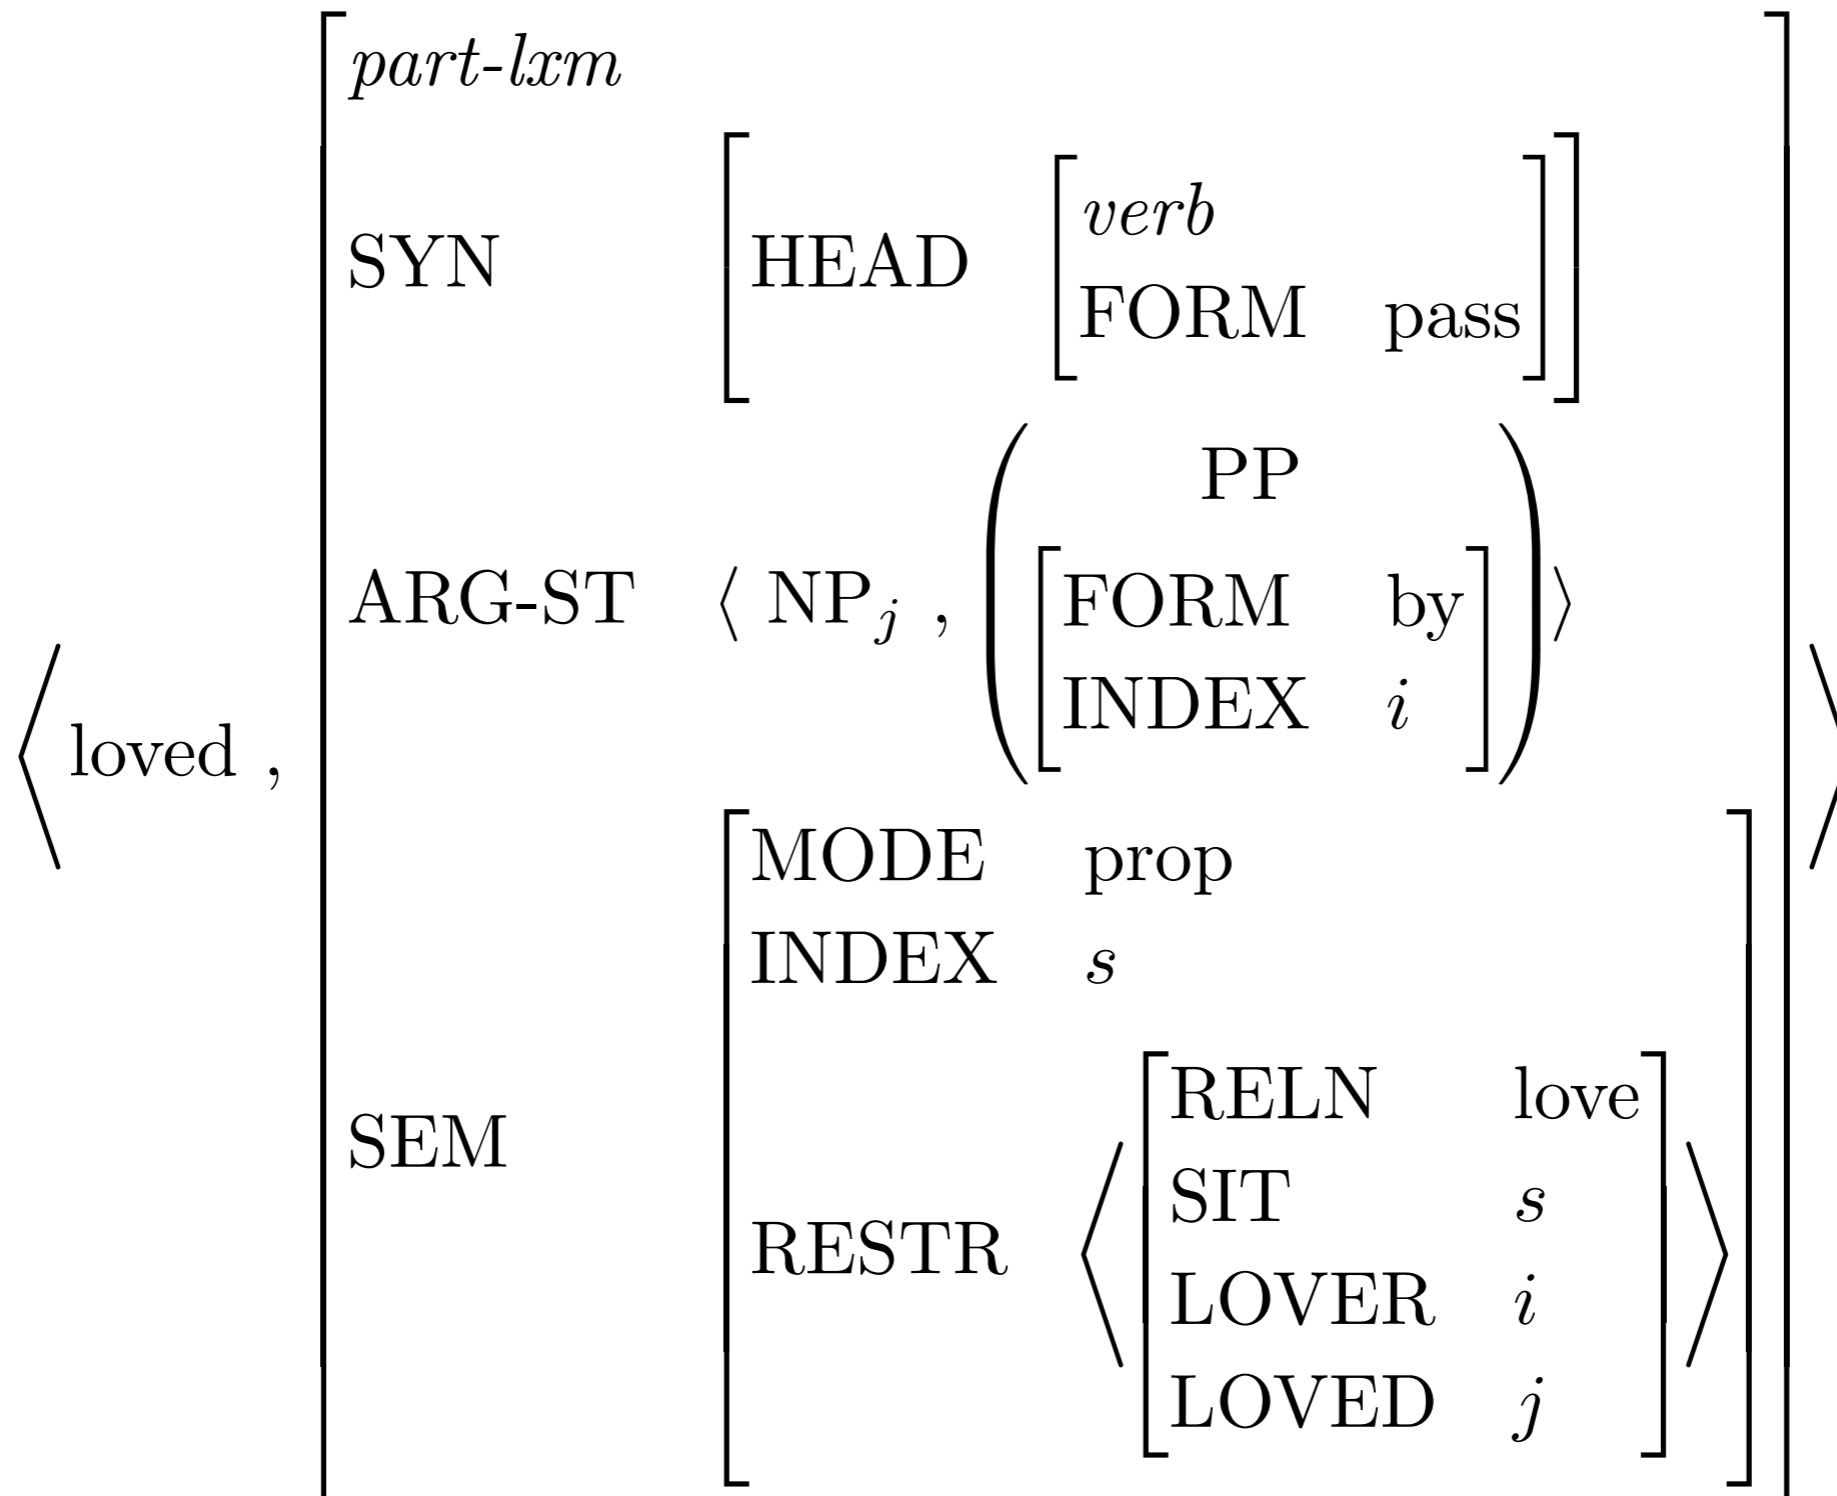 part-lxm
verb
SYN HEAD
FORM pass
PP
ARG-ST ⟨ NPj , ( [ FORM by ] ) ⟩
INDEX i
loved ,
MODE prop
INDEX s
RELN love
SEM
SIT s
RESTR
LOVER i
LOVED j